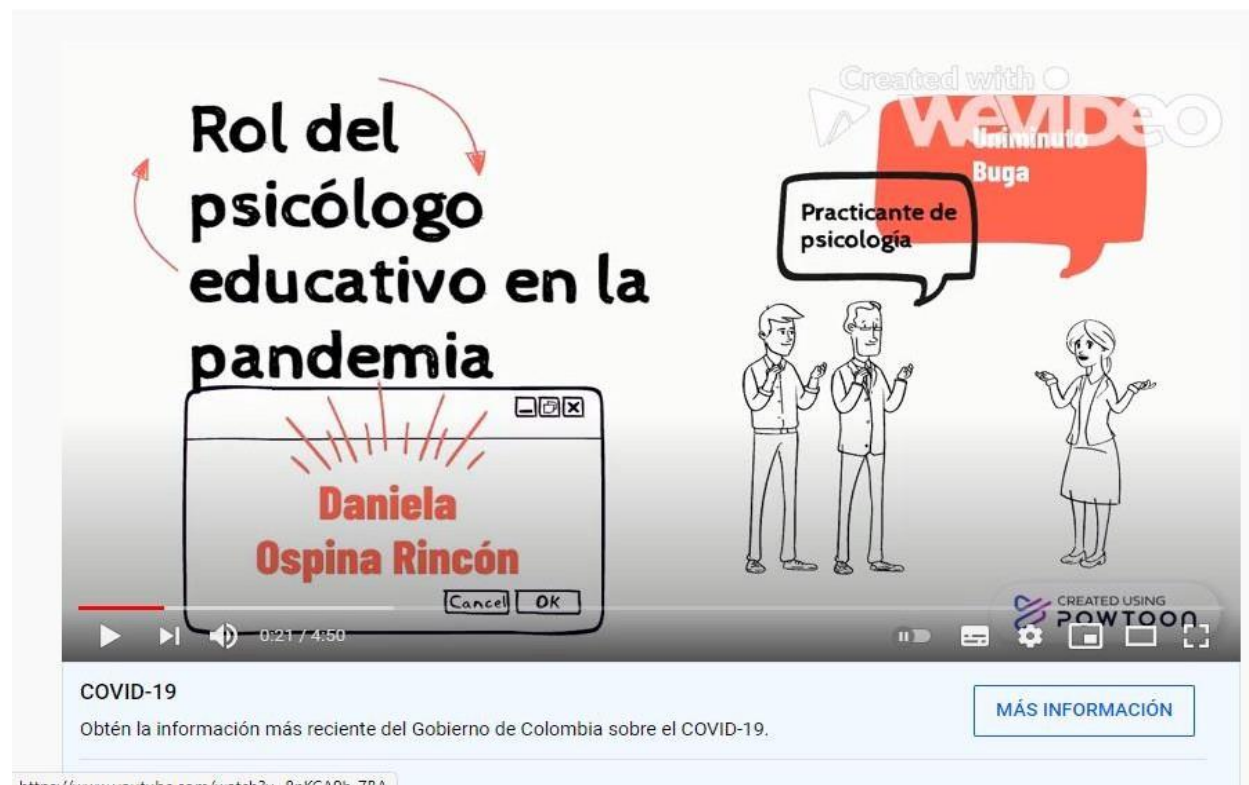 Rol del
psicólogo
educativo en la
pandemia
Created with
WEVIDEO
Uniminuto
Buga
Practicante de
psicología
Daniela
Ospina Rincón
Cancel OK
CREATED USING
POWTOON
0:21 / 4:50
COVID-19
Obtén la información más reciente del Gobierno de Colombia sobre el COVID-19.
MÁS INFORMACIÓN